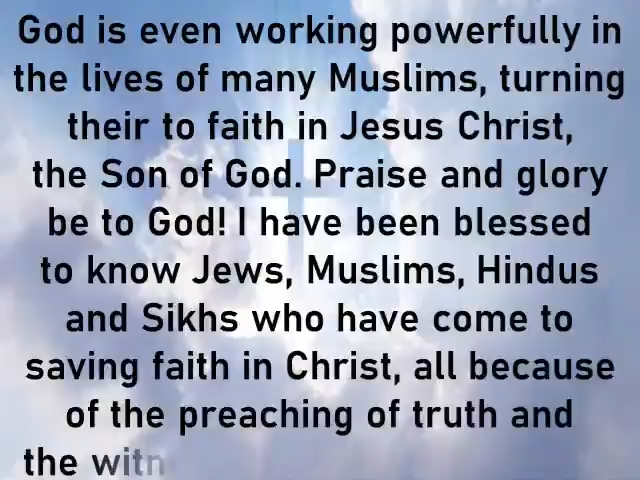 God is even working powerfully in
the lives of many Muslims, turning
their to faith in Jesus Christ,
the Son of God. Praise and glory
be to God! I have been blessed
to know Jews, Muslims, Hindus
and Sikhs who have come to
saving faith in Christ, all because
of the preaching of truth and
the witn